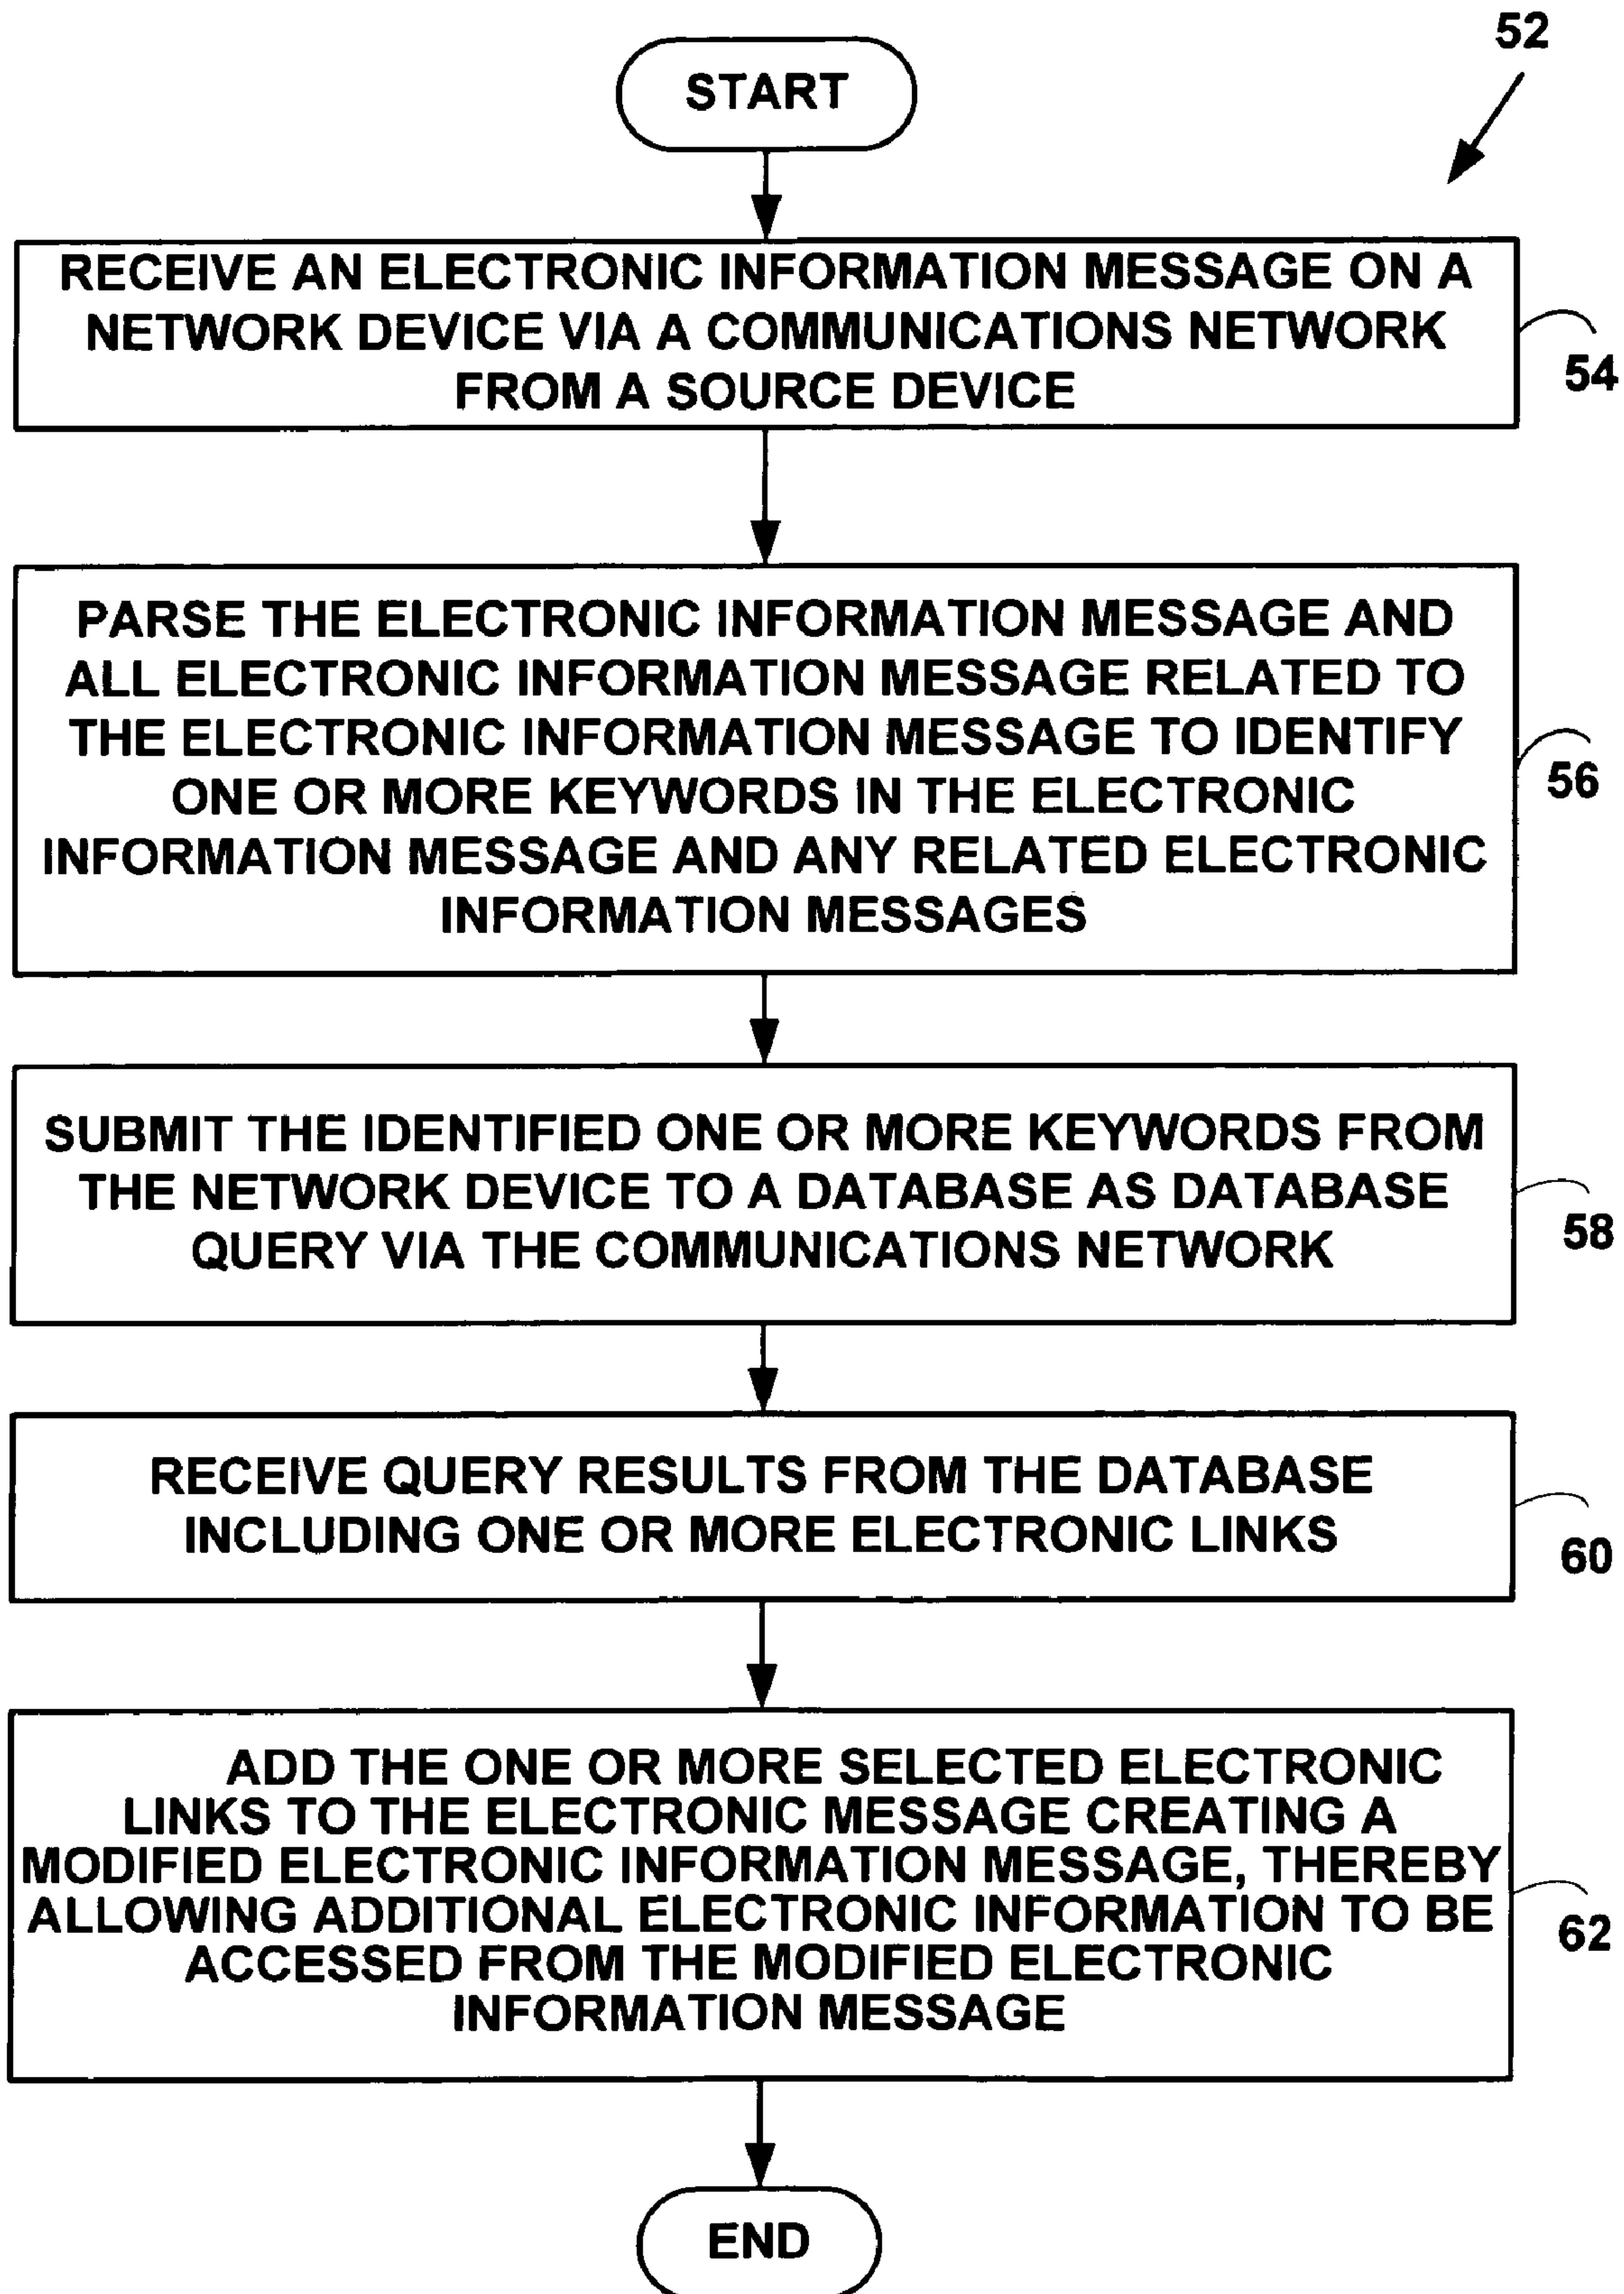 52
START
RECEIVE AN ELECTRONIC INFORMATION MESSAGE ON A
NETWORK DEVICE VIA A COMMUNICATIONS NETWORK
FROM A SOURCE DEVICE
54
PARSE THE ELECTRONIC INFORMATION MESSAGE AND
ALL ELECTRONIC INFORMATION MESSAGE RELATED TO
THE ELECTRONIC INFORMATION MESSAGE TO IDENTIFY
ONE OR MORE KEYWORDS IN THE ELECTRONIC
INFORMATION MESSAGE AND ANY RELATED ELECTRONIC
INFORMATION MESSAGES
56
SUBMIT THE IDENTIFIED ONE OR MORE KEYWORDS FROM
THE NETWORK DEVICE TO A DATABASE AS DATABASE
QUERY VIA THE COMMUNICATIONS NETWORK
58
RECEIVE QUERY RESULTS FROM THE DATABASE
INCLUDING ONE OR MORE ELECTRONIC LINKS
60
ADD THE ONE OR MORE SELECTED ELECTRONIC
LINKS TO THE ELECTRONIC MESSAGE CREATING A
MODIFIED ELECTRONIC INFORMATION MESSAGE, THEREBY
ALLOWING ADDITIONAL ELECTRONIC INFORMATION TO BE
ACCESSED FROM THE MODIFIED ELECTRONIC
INFORMATION MESSAGE
62
END